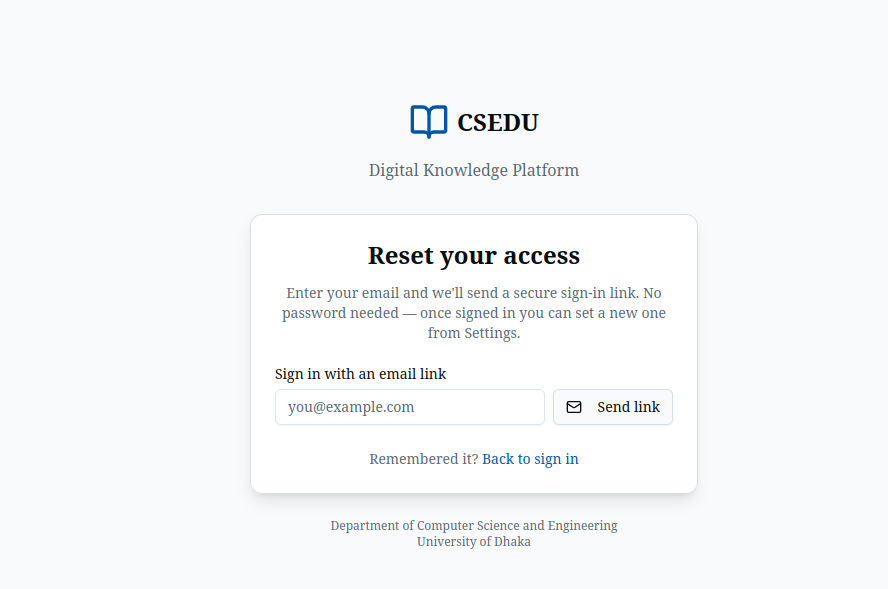 CSEDU
Digital Knowledge Platform
Reset your access
Enter your email and we'll send a secure sign-in link. No
password needed — once signed in you can set a new one
from Settings.
Sign in with an email link
you@example.com
Send link
Remembered it? Back to sign in
Department of Computer Science and Engineering
University of Dhaka